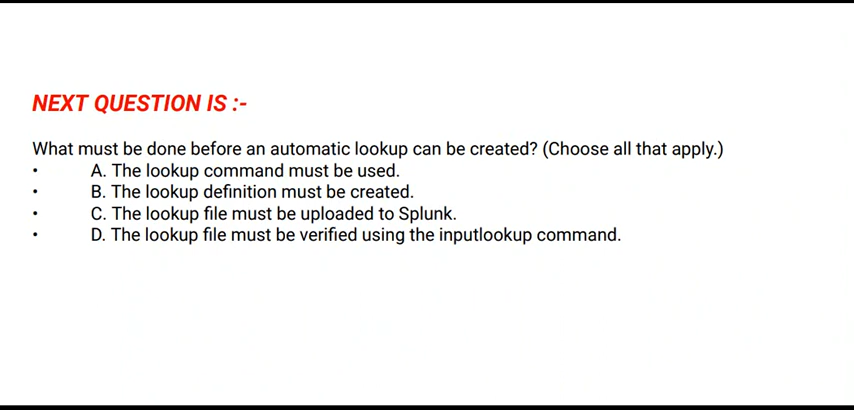 NEXT QUESTION IS :-
What must be done before an automatic lookup can be created? (Choose all that apply.)
• A. The lookup command must be used.
• B. The lookup definition must be created.
• C. The lookup file must be uploaded to Splunk.
• D. The lookup file must be verified using the inputlookup command.